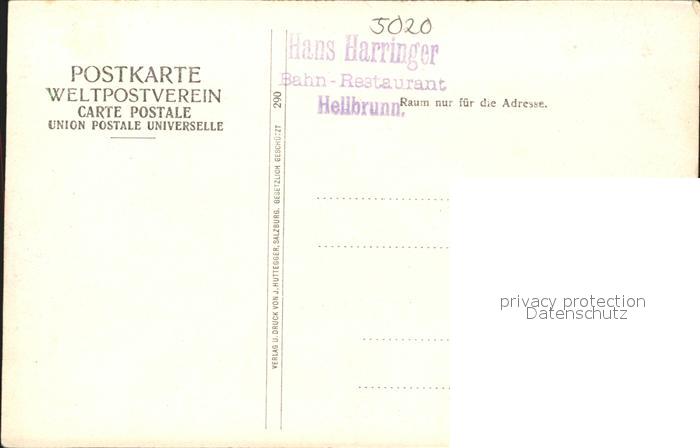 5020
Hans Harringer
Bahn-Restaurant
Hellbrunn.
POSTKARTE
WELTPOSTVEREIN
CARTE POSTALE
UNION POSTALE UNIVERSELLE
Raum nur für die Adresse.
290
VERLAG U. DRUCK VON J. HUTTEGGER, SALZBURG. GESETZLICH GESCHÜTZT
privacy protection
Datenschutz